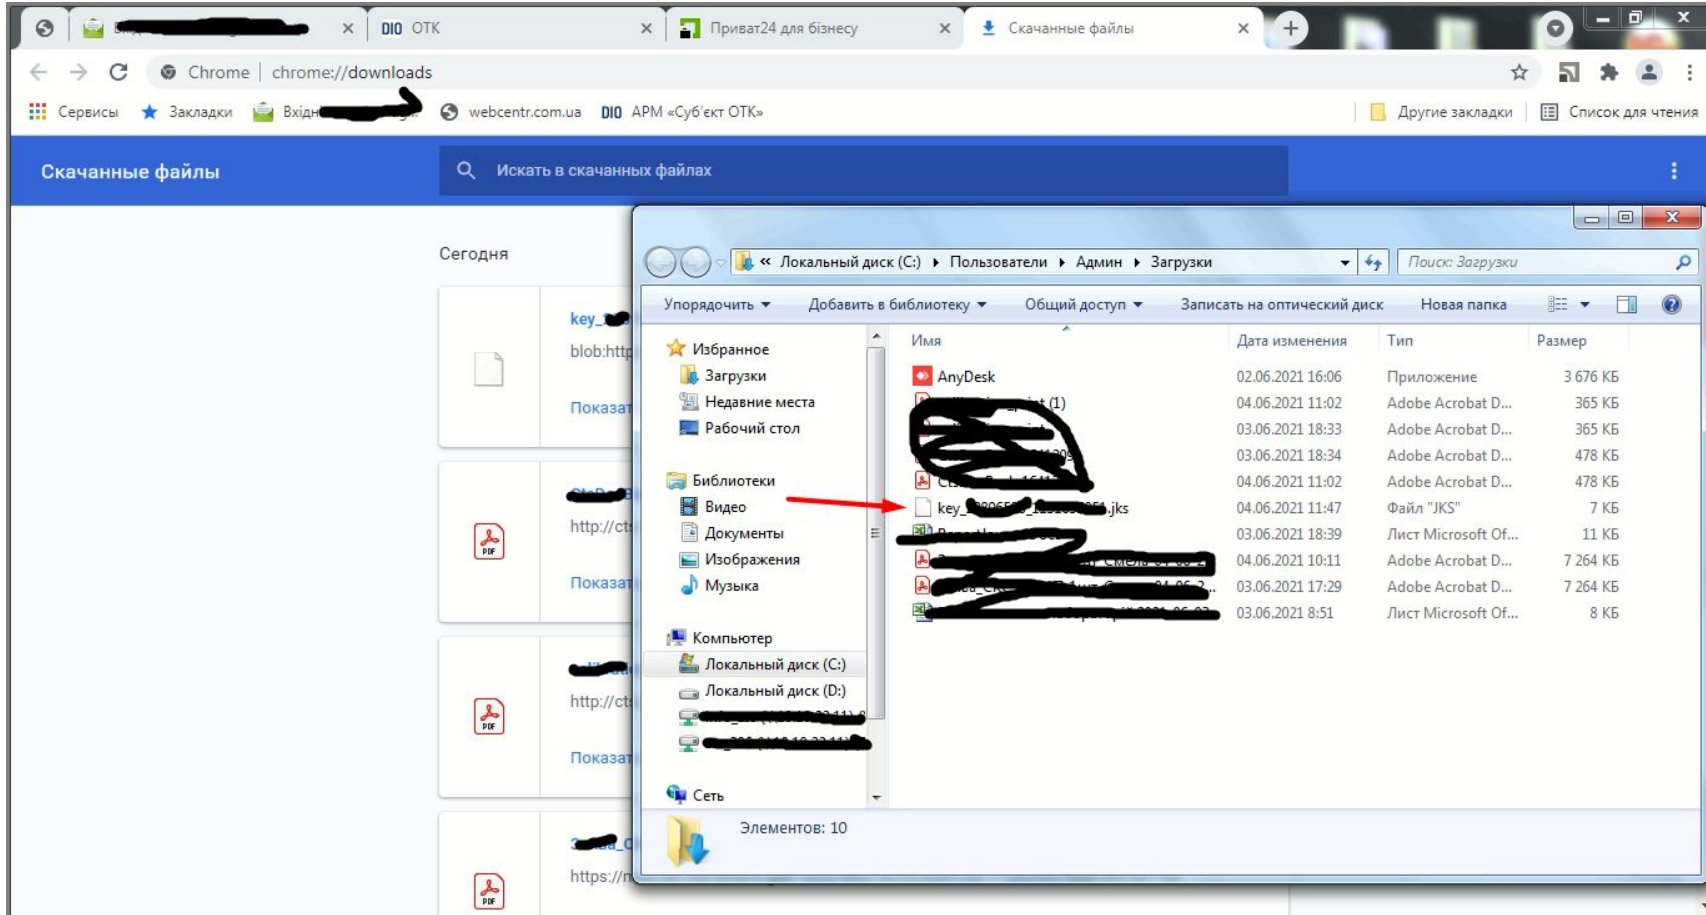 DIO ОТК
Приват24 для бізнесу
Скачанные файлы
Chrome | chrome://downloads
Сервисы
Закладки
webcentr.com.ua
DIO АРМ «Суб'єкт ОТК»
Другие закладки
Список для чтения
Скачанные файлы
Искать в скачанных файлах
Сегодня
Локальный диск (C:) Пользователи Админ Загрузки
Поиск: Загрузки
Упорядочить
Добавить в библиотеку
Общий доступ
Записать на оптический диск
Новая папка
Имя Дата изменения Тип Размер
AnyDesk 02.06.2021 16:06 Приложение 3 676 КБ
(1) 04.06.2021 11:02 Adobe Acrobat D... 365 КБ
03.06.2021 18:33 Adobe Acrobat D... 365 КБ
03.06.2021 18:34 Adobe Acrobat D... 478 КБ
04.06.2021 11:02 Adobe Acrobat D... 478 КБ
.jks 04.06.2021 11:47 Файл "JKS" 7 КБ
03.06.2021 18:39 Лист Microsoft Of... 11 КБ
04.06.2021 10:11 Adobe Acrobat D... 7 264 КБ
03.06.2021 17:29 Adobe Acrobat D... 7 264 КБ
03.06.2021 8:51 Лист Microsoft Of... 8 КБ
Избранное
Загрузки
Недавние места
Рабочий стол
Библиотеки
Видео
Документы
Изображения
Музыка
Компьютер
Локальный диск (C:)
Локальный диск (D:)
Сеть
Элементов: 10
key_
blob:http
Показат
PDF
http://cts
Показат
PDF
http://cts
Показат
PDF
https://n